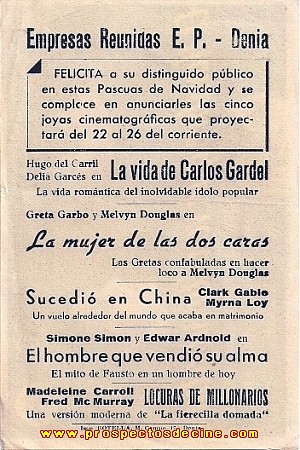 Empresas Reunidas E. P. - Denia
FELICITA a su distinguido público
en estas Pascuas de Navidad y se
complace en anunciarles las cinco
joyas cinematográficas que proyec-
tará del 22 al 26 del corriente.
Hugo del Carril
Delia Garcés en La vida de Carlos Gardel
La vida romántica del inolvidable ídolo popular
Greta Garbo y Melvyn Douglas en
La mujer de las dos caras
Las Gretas confabuladas en hacer
loco a Melvyn Douglas
Sucedió en China Clark Gable
Myrna Loy
Un vuelo alrededor del mundo que acaba en matrimonio
Simone Simon y Edwar Ardnold en
El hombre que vendió su alma
El mito de Fausto en un hombre de hoy
Madeleine Carroll
Fred Mc Murray LOCURAS DE MILLONARIOS
Una versión moderna de "La fierecilla domada"
Imp. BOTELLA, M. Denia
www.prospectosdecine.com